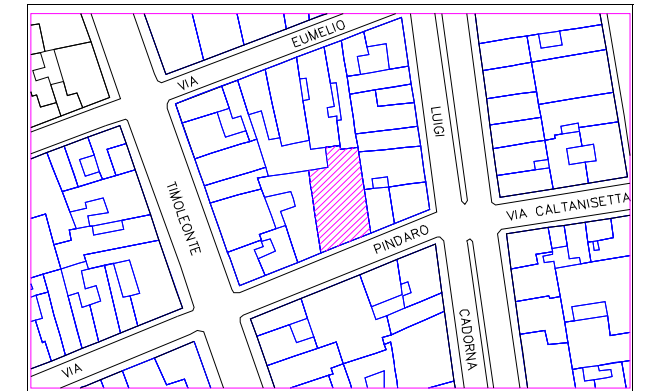 EUMELIO
VIA
LUIGI
TIMOLEONTE
VIA CALTANISETTA
PINDARO
CADORNA
VIA